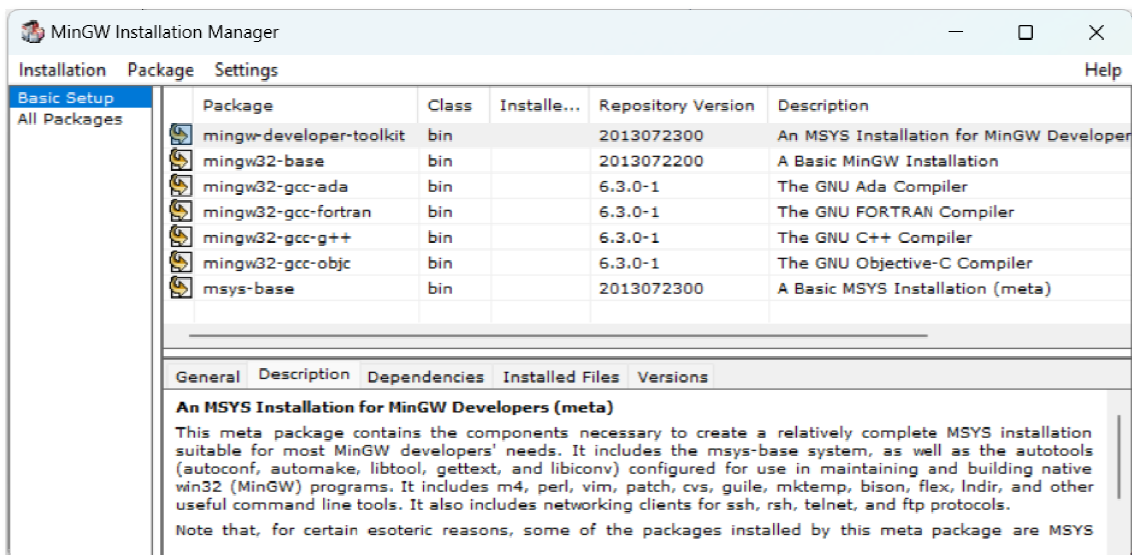 MinGW Installation Manager
Installation Package Settings Help
Basic Setup
All Packages
Package Class Installe... Repository Version Description
mingw-developer-toolkit bin 2013072300 An MSYS Installation for MinGW Developer
mingw32-base bin 2013072200 A Basic MinGW Installation
mingw32-gcc-ada bin 6.3.0-1 The GNU Ada Compiler
mingw32-gcc-fortran bin 6.3.0-1 The GNU FORTRAN Compiler
mingw32-gcc-g++ bin 6.3.0-1 The GNU C++ Compiler
mingw32-gcc-objc bin 6.3.0-1 The GNU Objective-C Compiler
msys-base bin 2013072300 A Basic MSYS Installation (meta)
General Description Dependencies Installed Files Versions
An MSYS Installation for MinGW Developers (meta)
This meta package contains the components necessary to create a relatively complete MSYS installation
suitable for most MinGW developers' needs. It includes the msys-base system, as well as the autotools
(autoconf, automake, libtool, gettext, and libiconv) configured for use in maintaining and building native
win32 (MinGW) programs. It includes m4, perl, vim, patch, cvs, guile, mktemp, bison, flex, lndir, and other
useful command line tools. It also includes networking clients for ssh, rsh, telnet, and ftp protocols.
Note that, for certain esoteric reasons, some of the packages installed by this meta package are MSYS